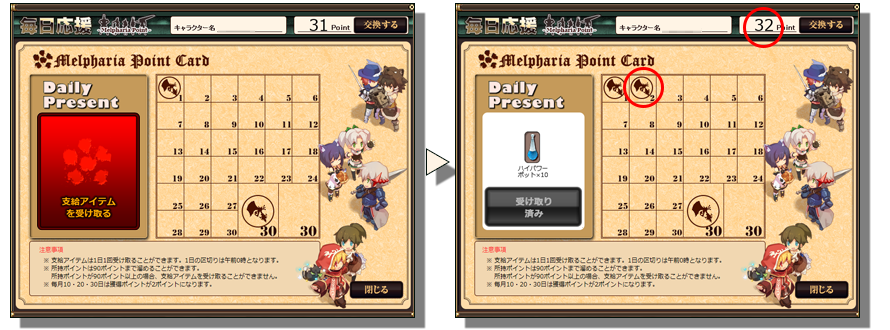 毎日応援
Melpharia Point
キャラクター名
31 Point
交換する
Melpharia Point Card
Daily
Present
支給アイテム
を受け取る
1 2 3 4 5 6
7 8 9 10 11 12
13 14 15 16 17 18
19 20 21 22 23 24
25 26 27
28 29 30 30 30
注意事項
※ 支給アイテムは1日1回受け取ることができます。1日の区切りは午前0時となります。
※ 所持ポイントは90ポイントまで溜めることができます。
所持ポイントが90ポイント以上の場合、支給アイテムを受け取ることができません。
※ 毎月10・20・30日は獲得ポイントが2ポイントになります。
閉じる
毎日応援
Melpharia Point
キャラクター名
32 Point
交換する
Melpharia Point Card
Daily
Present
ハイパワー
ポット×10
受け取り
済み
1 2 3 4 5 6
7 8 9 10 11 12
13 14 15 16 17 18
19 20 21 22 23 24
25 26 27
28 29 30 30 30
注意事項
※ 支給アイテムは1日1回受け取ることができます。1日の区切りは午前0時となります。
※ 所持ポイントは90ポイントまで溜めることができます。
所持ポイントが90ポイント以上の場合、支給アイテムを受け取ることができません。
※ 毎月10・20・30日は獲得ポイントが2ポイントになります。
閉じる